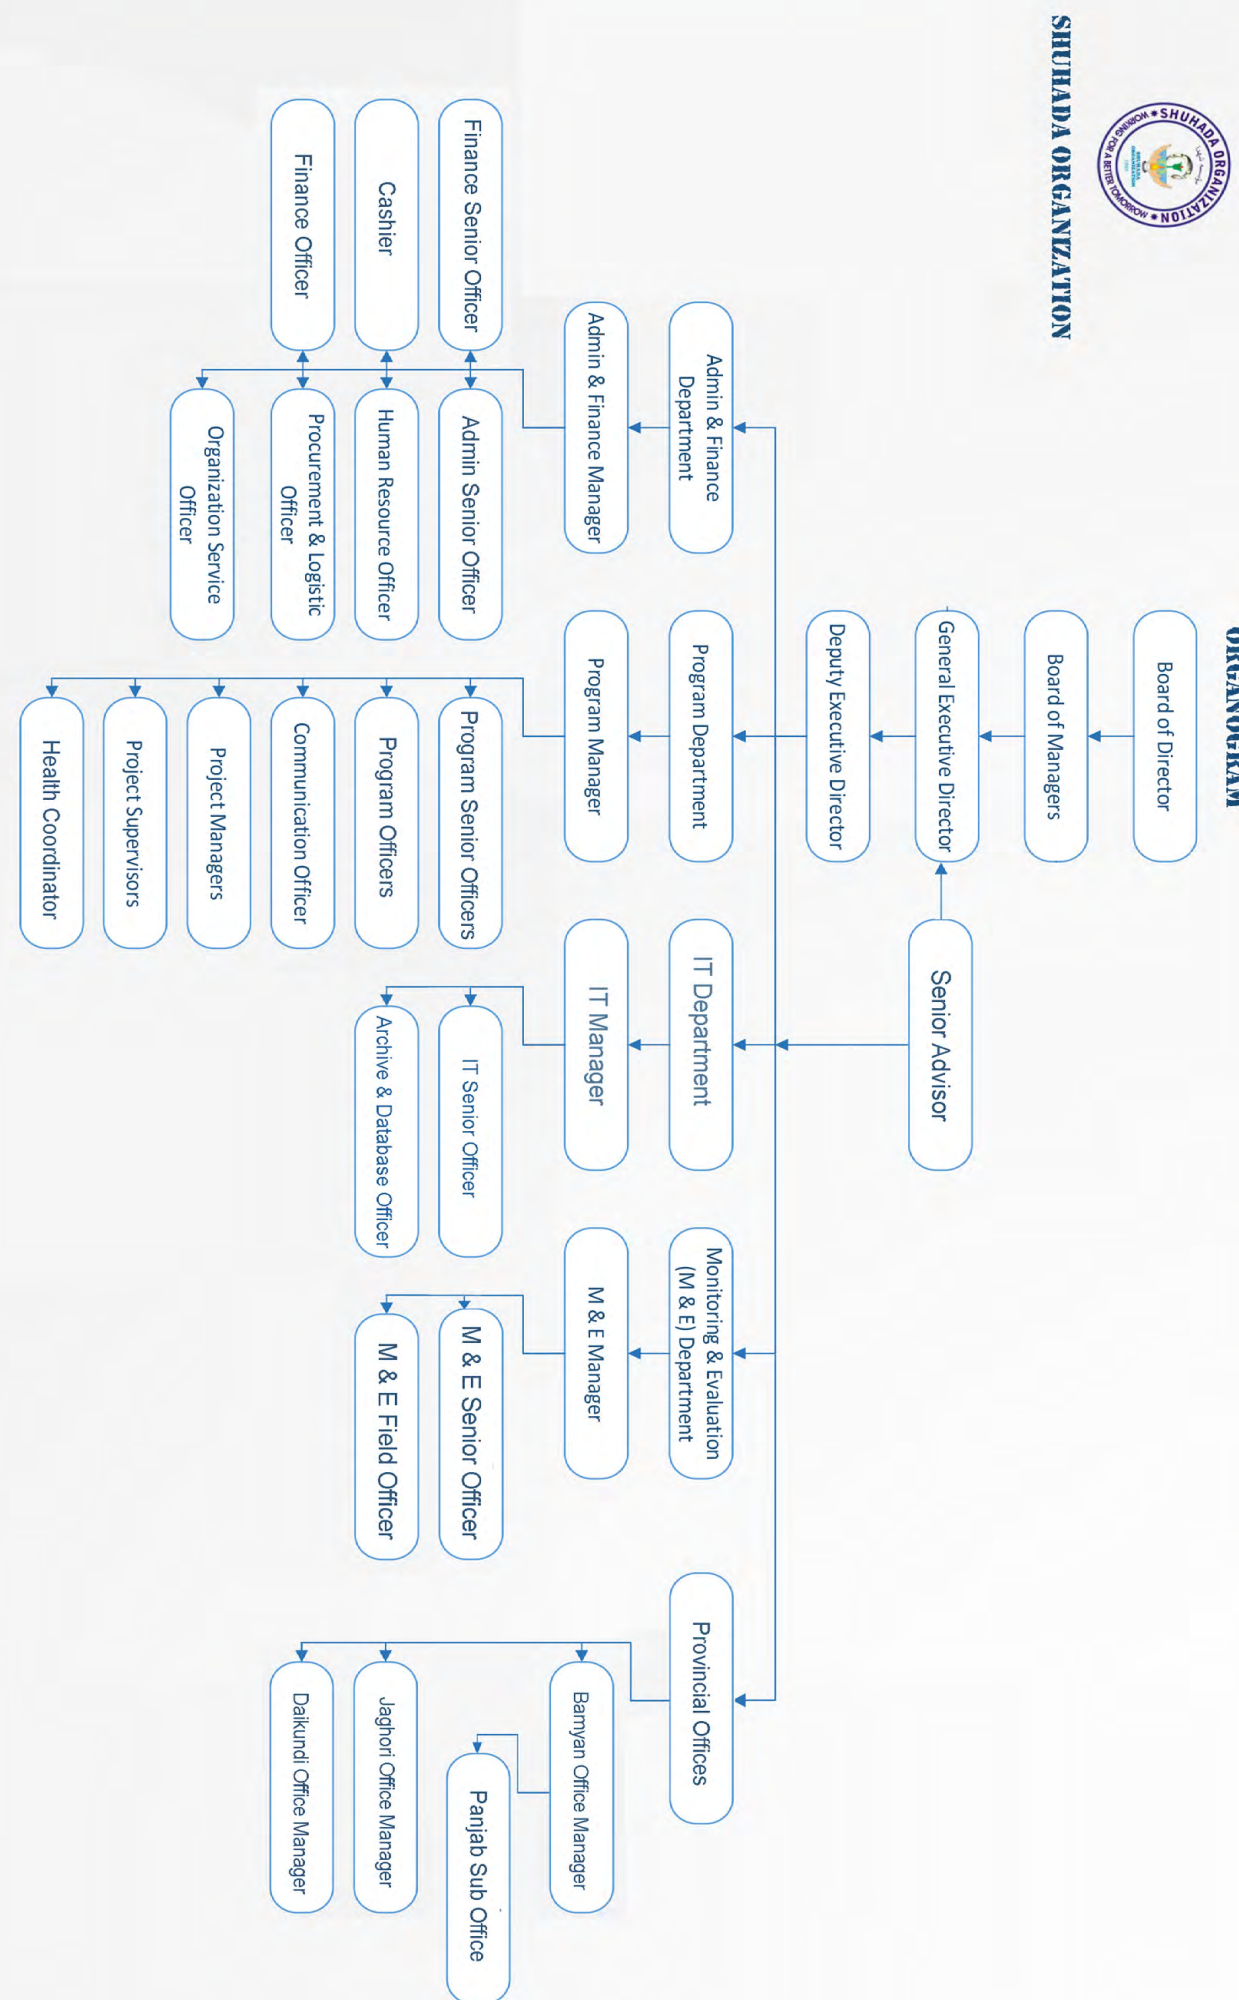 SHUHADA ORGANIZATION
WORKING FOR A BETTER TOMORROW
SHUHADA
ORGANIZATION
SHUHADA ORGANIZATION
ORGANOGRAM
Board of Director
Board of Managers
General Executive Director
Senior Advisor
Deputy Executive Director
Admin & Finance
Department
Program Department
IT Department
Monitoring & Evaluation
(M & E) Department
Provincial Offices
Admin & Finance Manager
Program Manager
IT Manager
M & E Manager
Bamyan Office Manager
Finance Senior Officer
Admin Senior Officer
Program Senior Officers
IT Senior Officer
M & E Senior Officer
Panjab Sub Office
Cashier
Human Resource Officer
Program Officers
Archive & Database Officer
M & E Field Officer
Jaghori Office Manager
Finance Officer
Procurement & Logistic
Officer
Communication Officer
Daikundi Office Manager
Organization Service
Officer
Project Managers
Project Supervisors
Health Coordinator